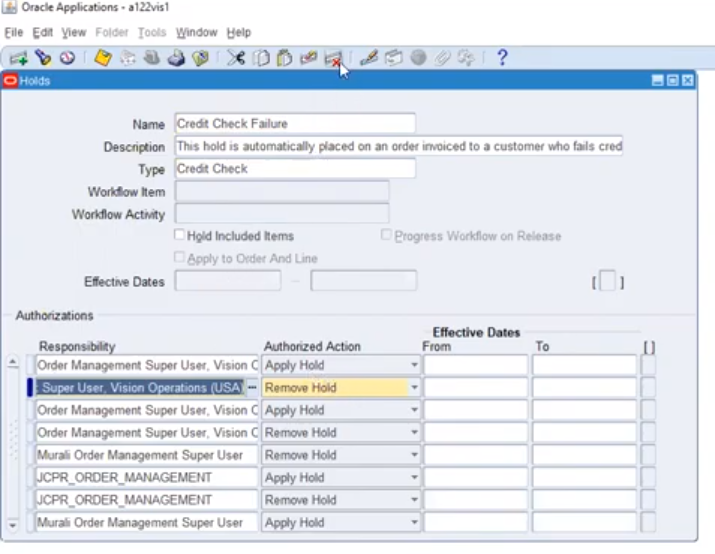 Oracle Applications - a122vis1
File Edit View Folder Tools Window Help
Holds
Name Credit Check Failure
Description This hold is automatically placed on an order invoiced to a customer who fails cred
Type Credit Check
Workflow Item
Workflow Activity
Hold Included Items Progress Workflow on Release
Apply to Order And Line
Effective Dates – [ ]
Authorizations
Effective Dates
Responsibility Authorized Action From To [ ]
Order Management Super User, Vision C Apply Hold
Super User, Vision Operations (USA) ... Remove Hold
Order Management Super User, Vision C Apply Hold
Order Management Super User, Vision C Remove Hold
Murali Order Management Super User Remove Hold
JCPR_ORDER_MANAGEMENT Apply Hold
JCPR_ORDER_MANAGEMENT Remove Hold
Murali Order Management Super User Apply Hold